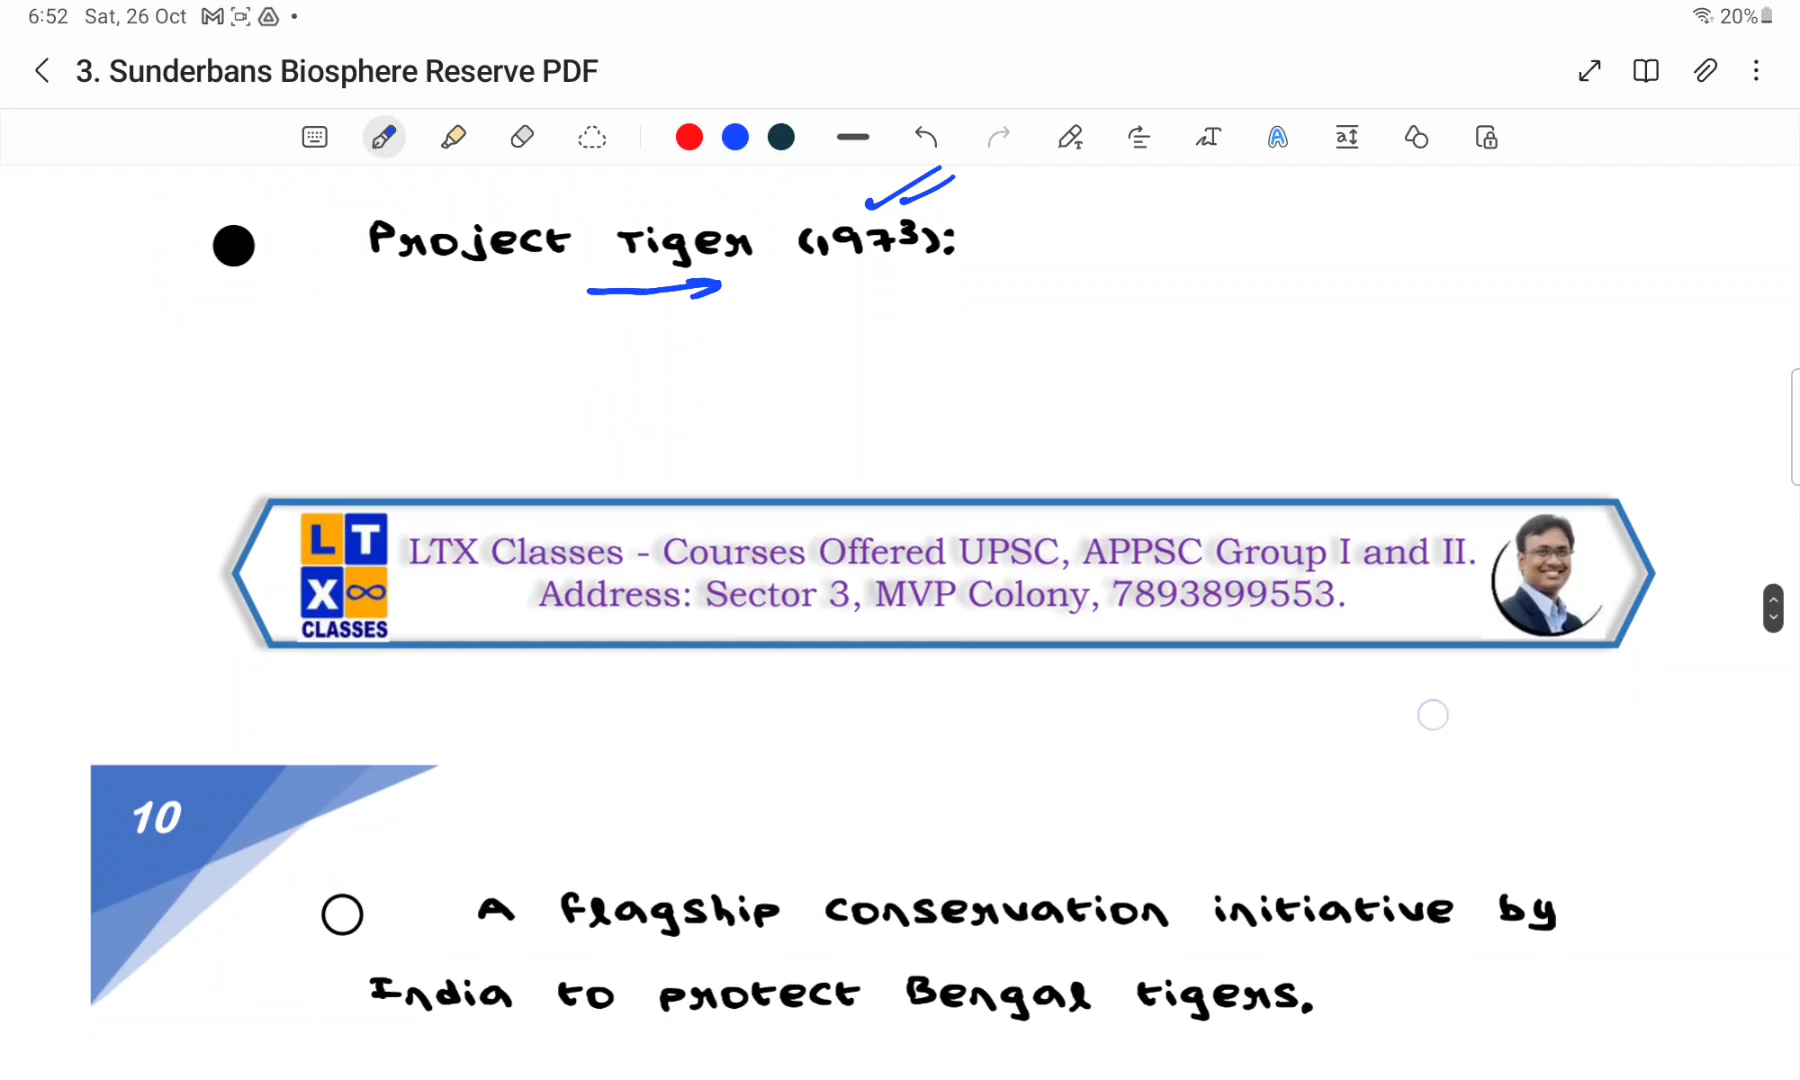 6:52 Sat, 26 Oct 20%
3. Sunderbans Biosphere Reserve PDF
Project Tiger (1973):
L T
X ∞
CLASSES
LTX Classes - Courses Offered UPSC, APPSC Group I and II.
Address: Sector 3, MVP Colony, 7893899553.
10
A flagship conservation initiative by
India to protect Bengal tigers.